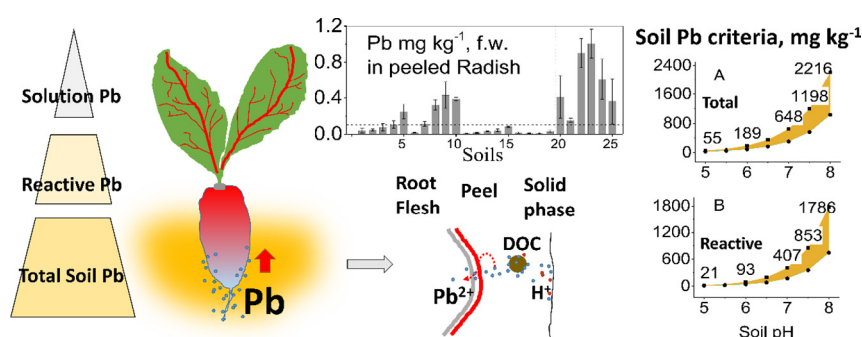 Solution Pb
Reactive Pb
Total Soil Pb
Pb
Pb mg kg⁻¹, f.w.
in peeled Radish
1.2
0.8
0.4
0.0
5 10 15 20 25
Soils
Root
Flesh
Peel
Solid
phase
DOC
Pb²⁺
H⁺
Soil Pb criteria, mg kg⁻¹
A
Total
2400
1800
1200
600
0
55 189 648 1198 2216
5 6 7 8
B
Reactive
1800
1200
600
0
21 93 407 853 1786
5 6 7 8
Soil pH